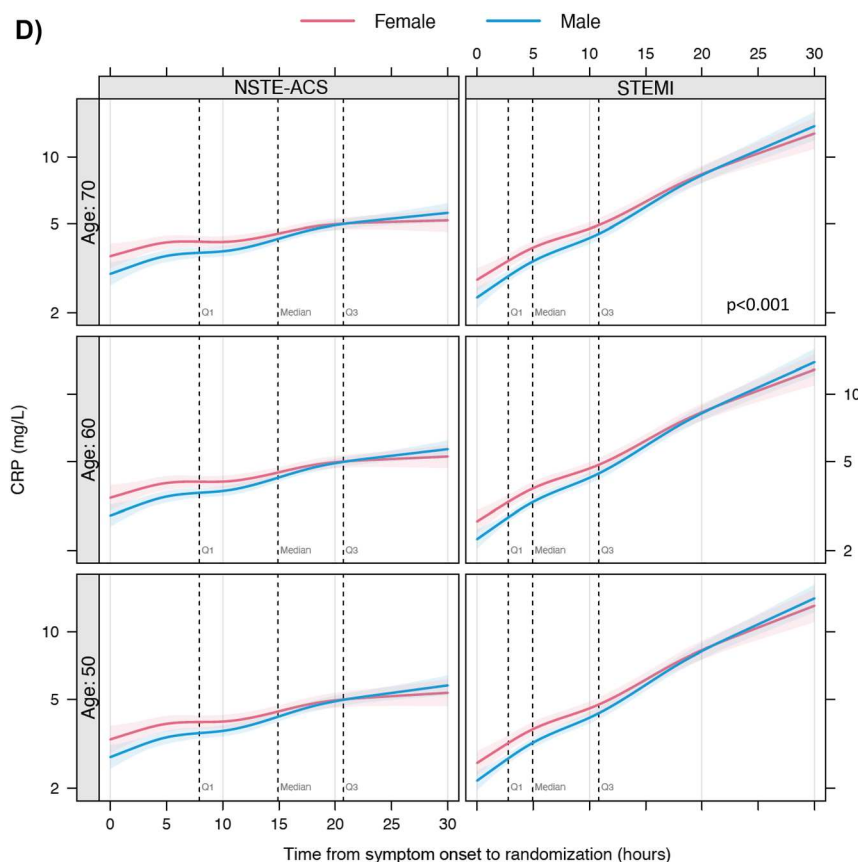 D)
Female Male
0 5 10 20 30
NSTE-ACS STEMI
Age: 70
10
5
2
Q1 Median Q3
Q1 Median Q3
p<0.001
Age: 60
10
5
2
Q1 Median Q3
Q1 Median Q3
Age: 50
10
5
2
Q1 Median Q3
Q1 Median Q3
0 5 10 15 20 25 30
CRP (mg/L)
Time from symptom onset to randomization (hours)